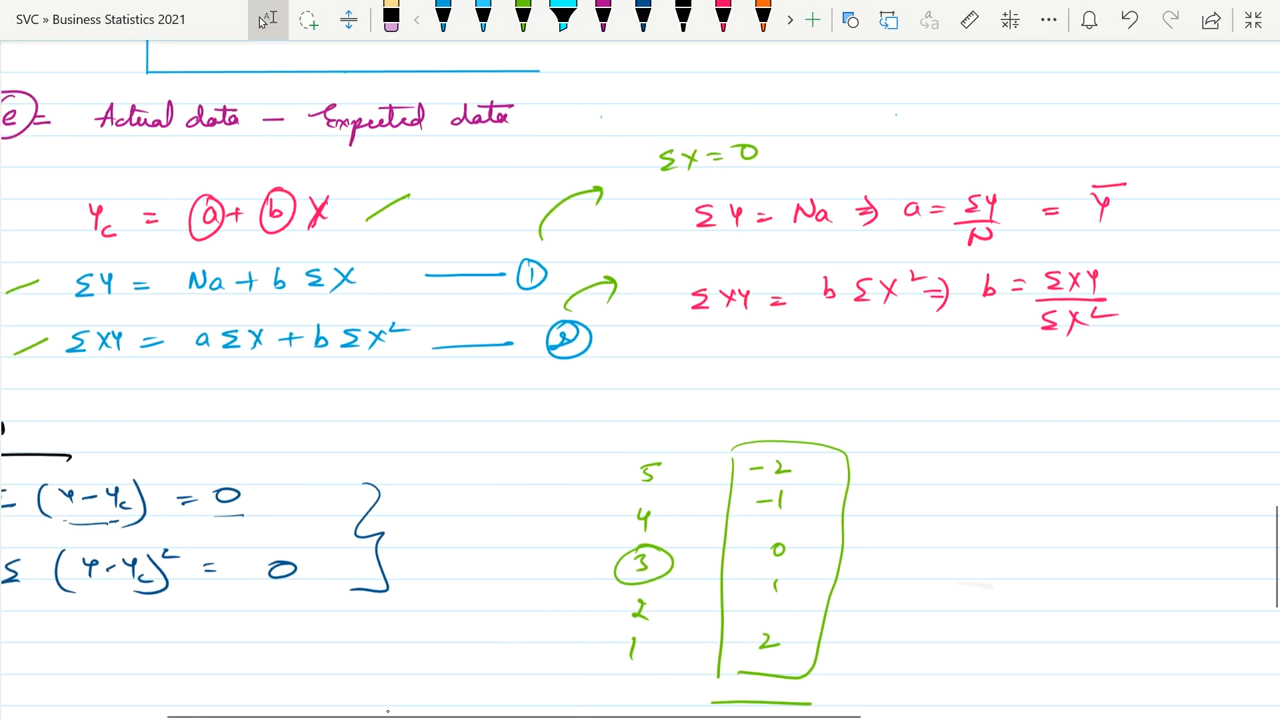 SVC » Business Statistics 2021
e = Actual data – Expected data
Yc = a + b X
ΣY = Na + b ΣX —— ①
ΣXY = a ΣX + b ΣX² —— ②
ΣX = 0
ΣY = Na ⇒ a = ΣY/N = Y̅
ΣXY = b ΣX² ⇒ b = ΣXY/ΣX²
= (Y-Yc) = 0
Σ (Y-Yc)² = 0
5 -2
4 -1
3 0
2 1
1 2